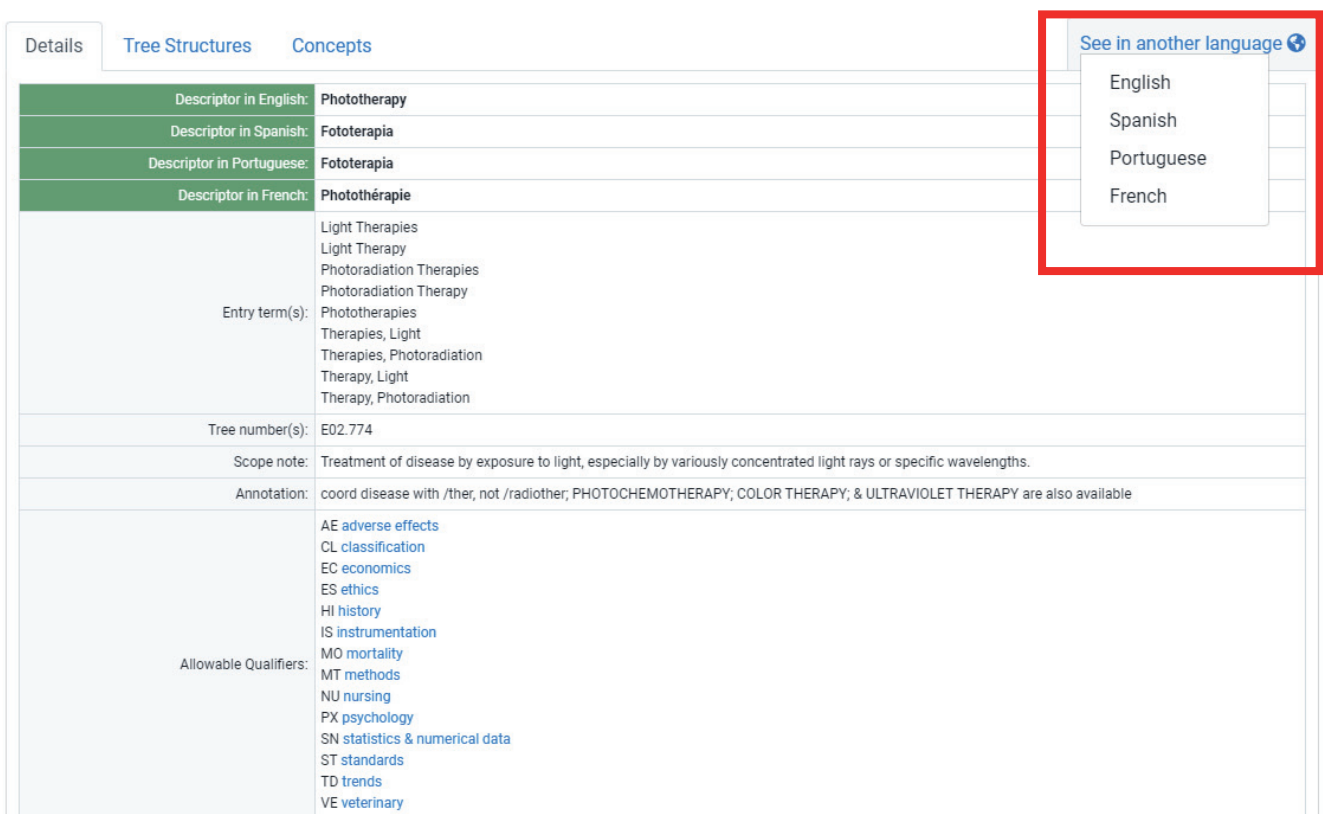 Details Tree Structures Concepts See in another language
English
Spanish
Portuguese
French
Descriptor in English: Phototherapy
Descriptor in Spanish: Fototerapia
Descriptor in Portuguese: Fototerapia
Descriptor in French: Photothérapie
Entry term(s):
Light Therapies
Light Therapy
Photoradiation Therapies
Photoradiation Therapy
Phototherapies
Therapies, Light
Therapies, Photoradiation
Therapy, Light
Therapy, Photoradiation
Tree number(s): E02.774
Scope note: Treatment of disease by exposure to light, especially by variously concentrated light rays or specific wavelengths.
Annotation: coord disease with /ther, not /radiother; PHOTOCHEMOTHERAPY; COLOR THERAPY; & ULTRAVIOLET THERAPY are also available
Allowable Qualifiers:
AE adverse effects
CL classification
EC economics
ES ethics
HI history
IS instrumentation
MO mortality
MT methods
NU nursing
PX psychology
SN statistics & numerical data
ST standards
TD trends
VE veterinary